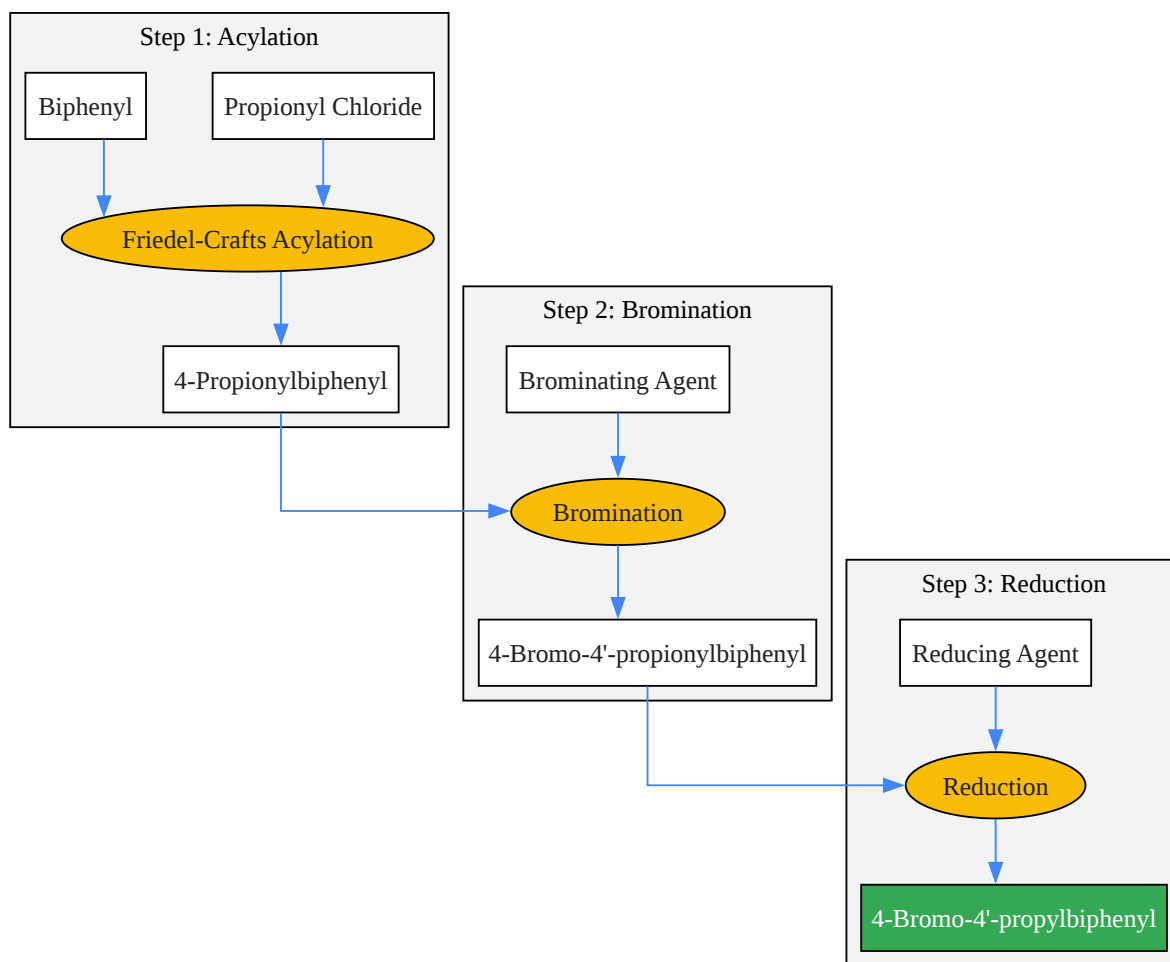 Step 1: Acylation
Biphenyl
Propionyl Chloride
Friedel-Crafts Acylation
4-Propionylbiphenyl
Step 2: Bromination
Brominating Agent
Bromination
4-Bromo-4'-propionylbiphenyl
Step 3: Reduction
Reducing Agent
Reduction
4-Bromo-4'-propylbiphenyl